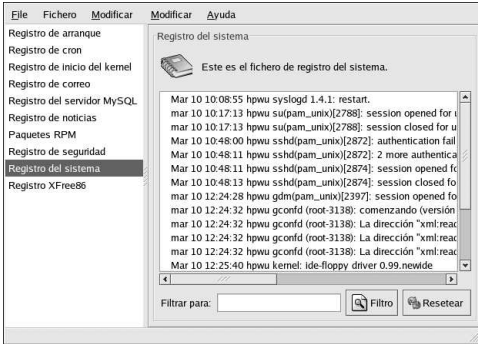 File Fichero Modificar Modificar Ayuda
Registro de arranque
Registro de cron
Registro de inicio del kernel
Registro de correo
Registro del servidor MySQL
Registro de noticias
Paquetes RPM
Registro de seguridad
Registro del sistema
Registro XFree86
Registro del sistema
Este es el fichero de registro del sistema.
Mar 10 10:08:55 hpwu syslogd 1.4.1: restart.
mar 10 10:17:13 hpwu su(pam_unix)[2788]: session opened for u
mar 10 10:17:13 hpwu su(pam_unix)[2788]: session closed for u
Mar 10 10:48:00 hpwu sshd(pam_unix)[2872]: authentication fail
Mar 10 10:48:11 hpwu sshd(pam_unix)[2872]: 2 more authentica
Mar 10 10:48:11 hpwu sshd(pam_unix)[2874]: session opened fo
Mar 10 10:48:13 hpwu sshd(pam_unix)[2874]: session closed fo
mar 10 12:24:28 hpwu gdm(pam_unix)[2397]: session opened fo
mar 10 12:24:32 hpwu gconfd (root-3138): comenzando (versión
mar 10 12:24:32 hpwu gconfd (root-3138): La dirección "xml:reac
mar 10 12:24:32 hpwu gconfd (root-3138): La dirección "xml:reac
mar 10 12:24:32 hpwu gconfd (root-3138): La dirección "xml:reac
Mar 10 12:25:40 hpwu kernel: ide-floppy driver 0.99.newide
Filtrar para: Filtro Resetear